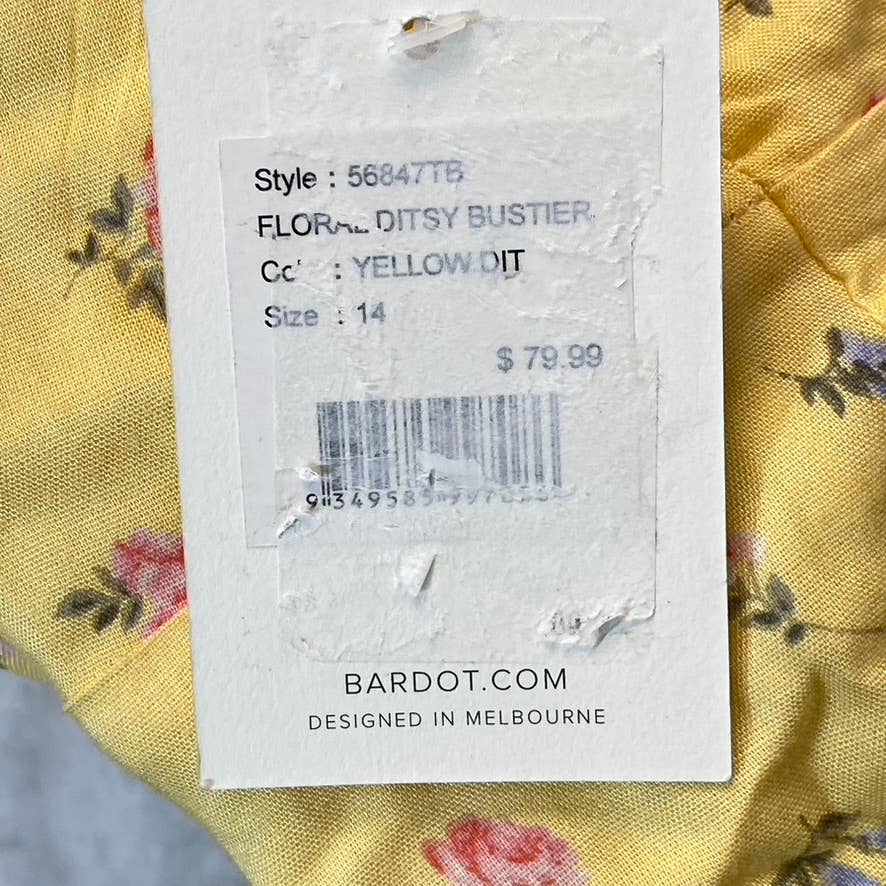 Style : 56847TB
FLORAL DITSY BUSTIER
: YELLOW DIT
Size : 14
$ 79.99
BARDOT.COM
DESIGNED IN MELBOURNE